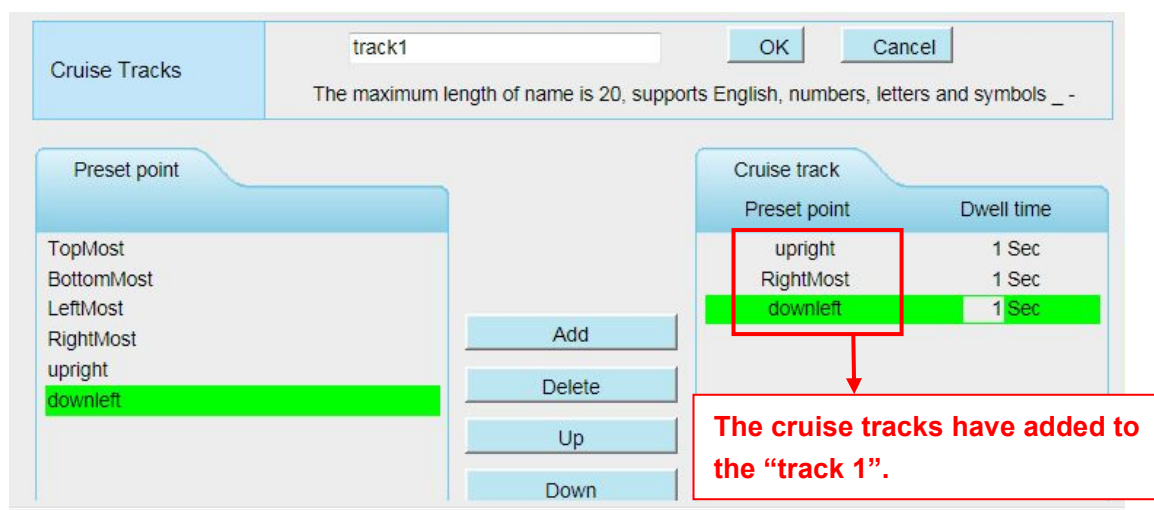 track1
OK
Cancel
Cruise Tracks
The maximum length of name is 20, supports English, numbers, letters and symbols _ -
Preset point
TopMost
BottomMost
LeftMost
RightMost
upright
downleft
Add
Delete
Up
Down
Cruise track
Preset point Dwell time
upright 1 Sec
RightMost 1 Sec
downleft 1 Sec
The cruise tracks have added to
the “track 1”.